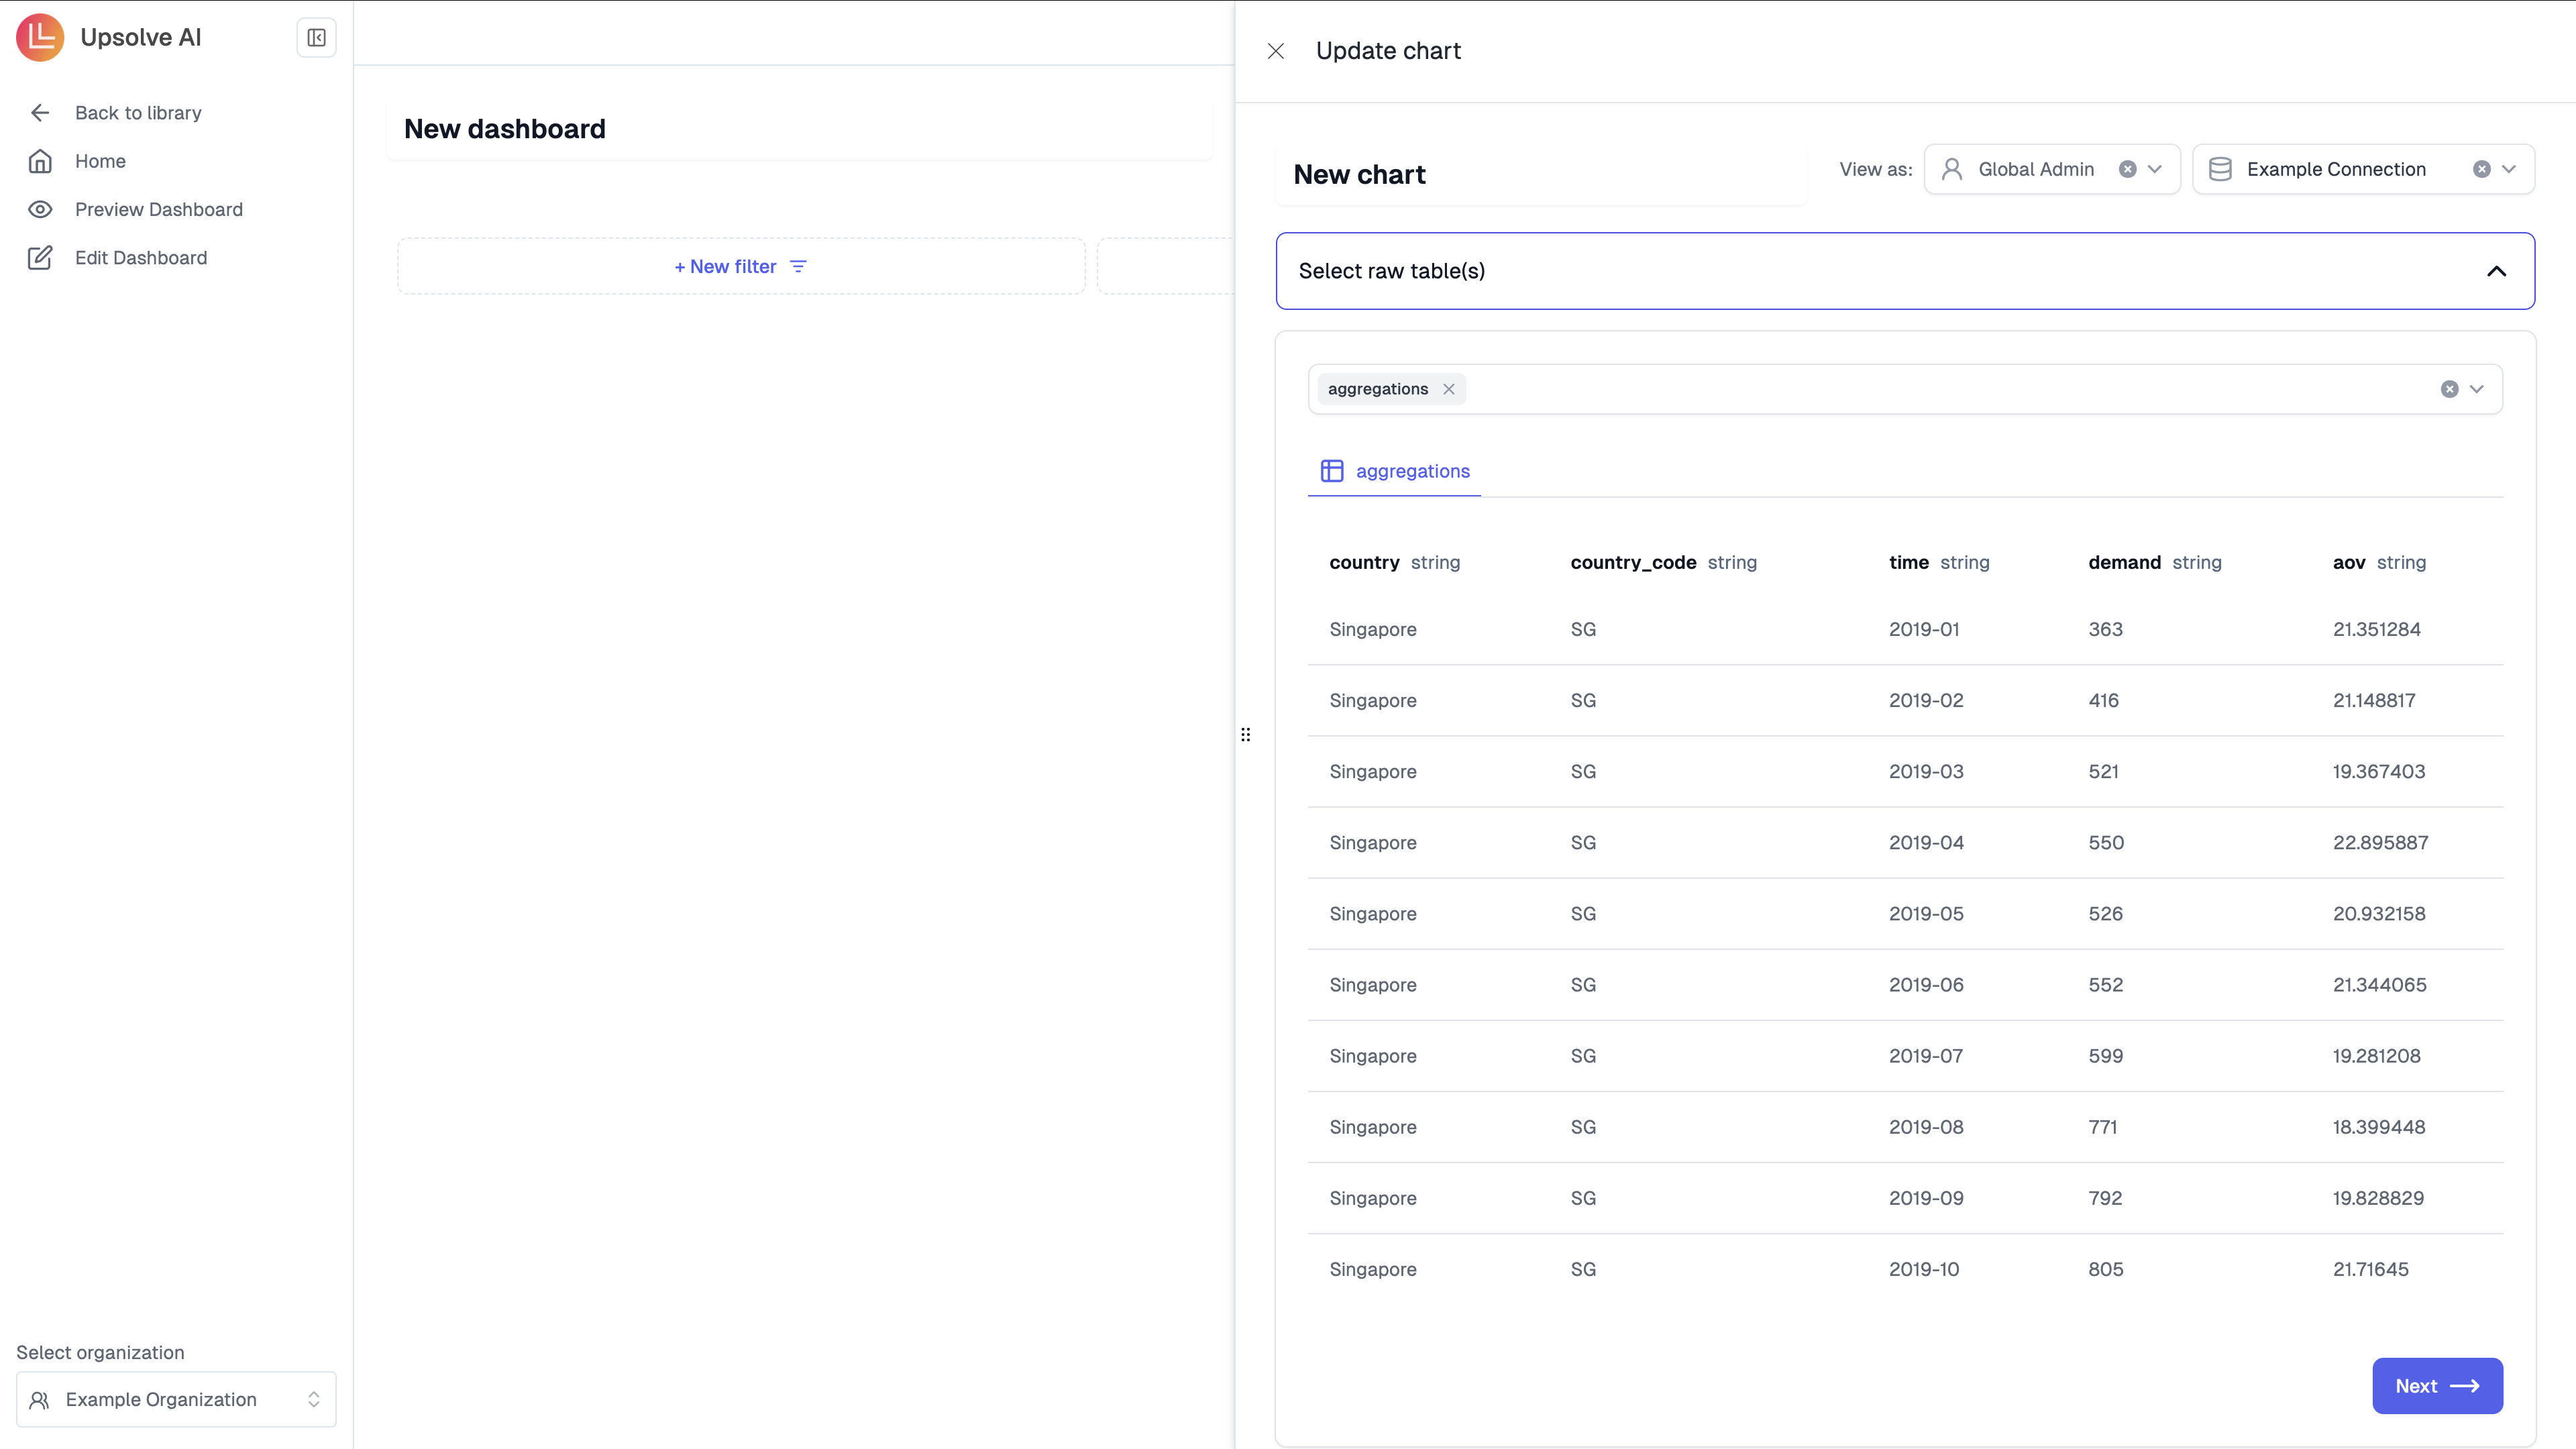 Upsolve AI
Back to library
Home
Preview Dashboard
Edit Dashboard
Select organization
Example Organization
New dashboard
+ New filter
Update chart
New chart
View as: Global Admin Example Connection
Select raw table(s)
aggregations
aggregations
country string country_code string time string demand string aov string
Singapore SG 2019-01 363 21.351284
Singapore SG 2019-02 416 21.148817
Singapore SG 2019-03 521 19.367403
Singapore SG 2019-04 550 22.895887
Singapore SG 2019-05 526 20.932158
Singapore SG 2019-06 552 21.344065
Singapore SG 2019-07 599 19.281208
Singapore SG 2019-08 771 18.399448
Singapore SG 2019-09 792 19.828829
Singapore SG 2019-10 805 21.71645
Next